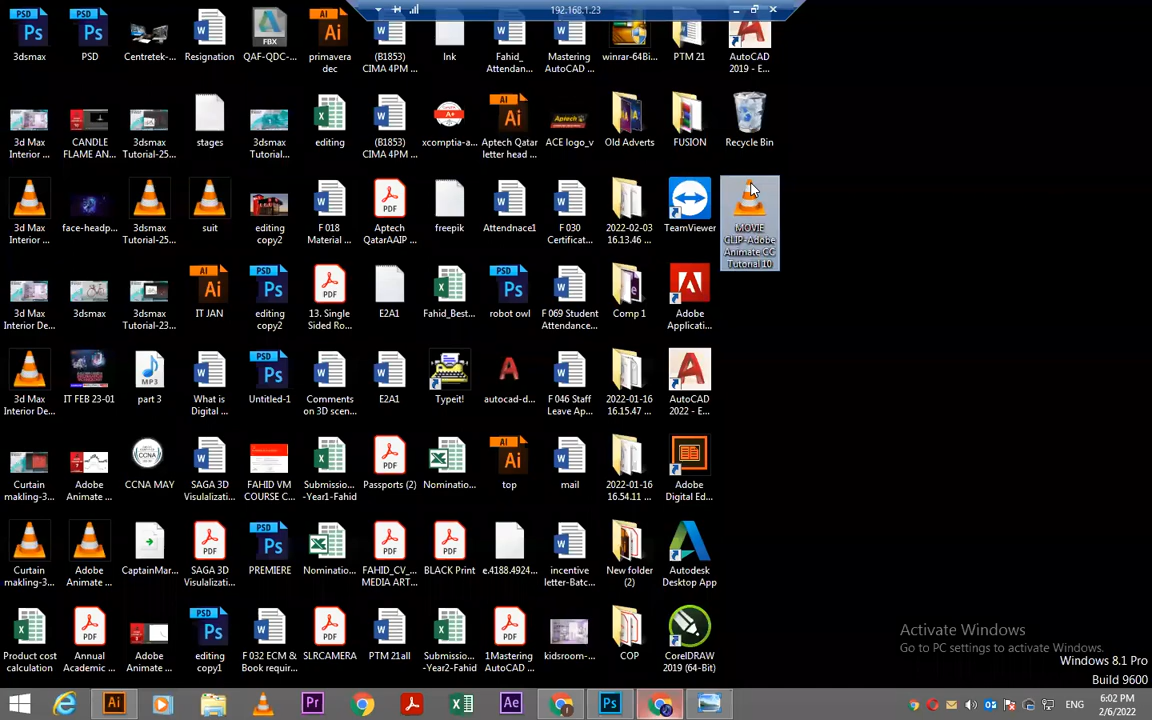 192.168.1.23
3dsmax
PSD
Centretek-...
Resignation
QAF-QDC-...
primavera
dec
(B1853)
CIMA 4PM ...
Ink
Fahid_
Attendan...
Mastering
AutoCAD ...
winrar-64Bi...
PTM 21
AutoCAD
2019 - E...
3d Max
Interior ...
CANDLE
FLAME AN...
3dsmax
Tutorial-25...
stages
3dsmax
Tutorial...
editing
(B1853)
CIMA 4PM ...
xcomptia-a...
Aptech Qatar
letter head ...
ACE logo_v
Old Adverts
FUSION
Recycle Bin
3d Max
Interior ...
face-headp...
3dsmax
Tutorial-25...
suit
editing
copy2
F 018
Material ...
Aptech
QatarAAIP ...
freepik
Attendnace1
F 030
Certificat...
2022-02-03
16.13.46 ...
TeamViewer
MOVIE
CLIP-Adobe
Animate CC
Tutorial 10
3d Max
Interior De...
3dsmax
3dsmax
Tutorial-23...
IT JAN
editing
copy2
13. Single
Sided Ro...
E2A1
Fahid_Best...
robot owl
F 069 Student
Attendance...
Comp 1
Adobe
Applicati...
3d Max
Interior De...
IT FEB 23-01
part 3
What is
Digital ...
Untitled-1
Comments
on 3D scen...
E2A1
Typeit!
autocad-d...
F 046 Staff
Leave Ap...
2022-01-16
16.15.47 ...
AutoCAD
2022 - E...
Curtain
making-3...
Adobe
Animate ...
CCNA MAY
SAGA 3D
Visulalizati...
FAHID VM
COURSE C...
Submissio...
-Year1-Fahid
Passports (2)
Nominatio...
top
mail
2022-01-16
16.54.11 ...
Adobe
Digital Ed...
Curtain
making-3...
Adobe
Animate ...
CaptainMar...
SAGA 3D
Visulalizati...
PREMIERE
Nominatio...
FAHID_CV_...
MEDIA ART...
BLACK Print
e.4188.4924...
incentive
letter-Batc...
New folder
(2)
Autodesk
Desktop App
Product cost
calculation
Annual
Academic ...
Adobe
Animate ...
editing
copy1
F 032 ECM &
Book requir...
SLRCAMERA
PTM 21all
Submissio...
-Year2-Fahid
1Mastering
AutoCAD ...
kidsroom-...
COP
CorelDRAW
2019 (64-Bit)
Activate Windows
Go to PC settings to activate Windows.
Windows 8.1 Pro
Build 9600
ENG
6:02 PM
2/6/2022